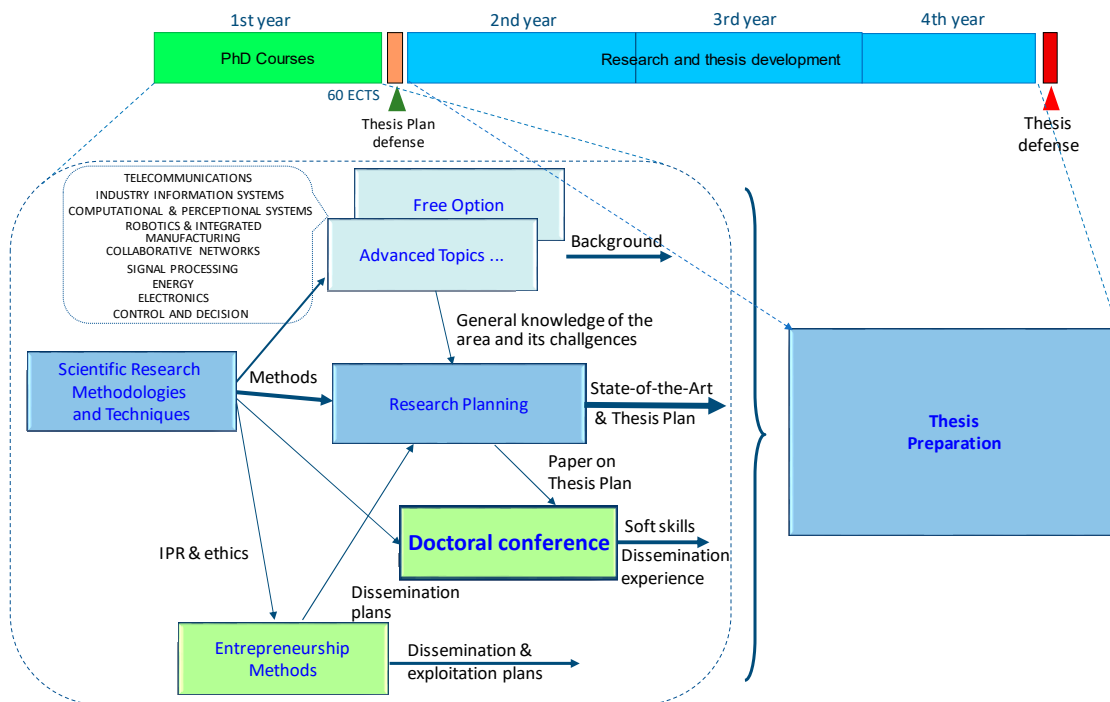 1st year
2nd year
3rd year
4th year
PhD Courses
Research and thesis development
60 ECTS
Thesis Plan
defense
Thesis
defense
TELECOMMUNICATIONS
INDUSTRY INFORMATION SYSTEMS
COMPUTATIONAL & PERCEPTIONAL SYSTEMS
ROBOTICS & INTEGRATED
MANUFACTURING
COLLABORATIVE NETWORKS
SIGNAL PROCESSING
ENERGY
ELECTRONICS
CONTROL AND DECISION
Free Option
Advanced Topics ...
Background
General knowledge of the
area and its challgences
Scientific Research
Methodologies
and Techniques
Methods
Research Planning
State-of-the-Art
& Thesis Plan
Thesis
Preparation
Paper on
Thesis Plan
Doctoral conference
Soft skills
Dissemination
experience
IPR & ethics
Dissemination
plans
Entrepreneurship
Methods
Dissemination &
exploitation plans